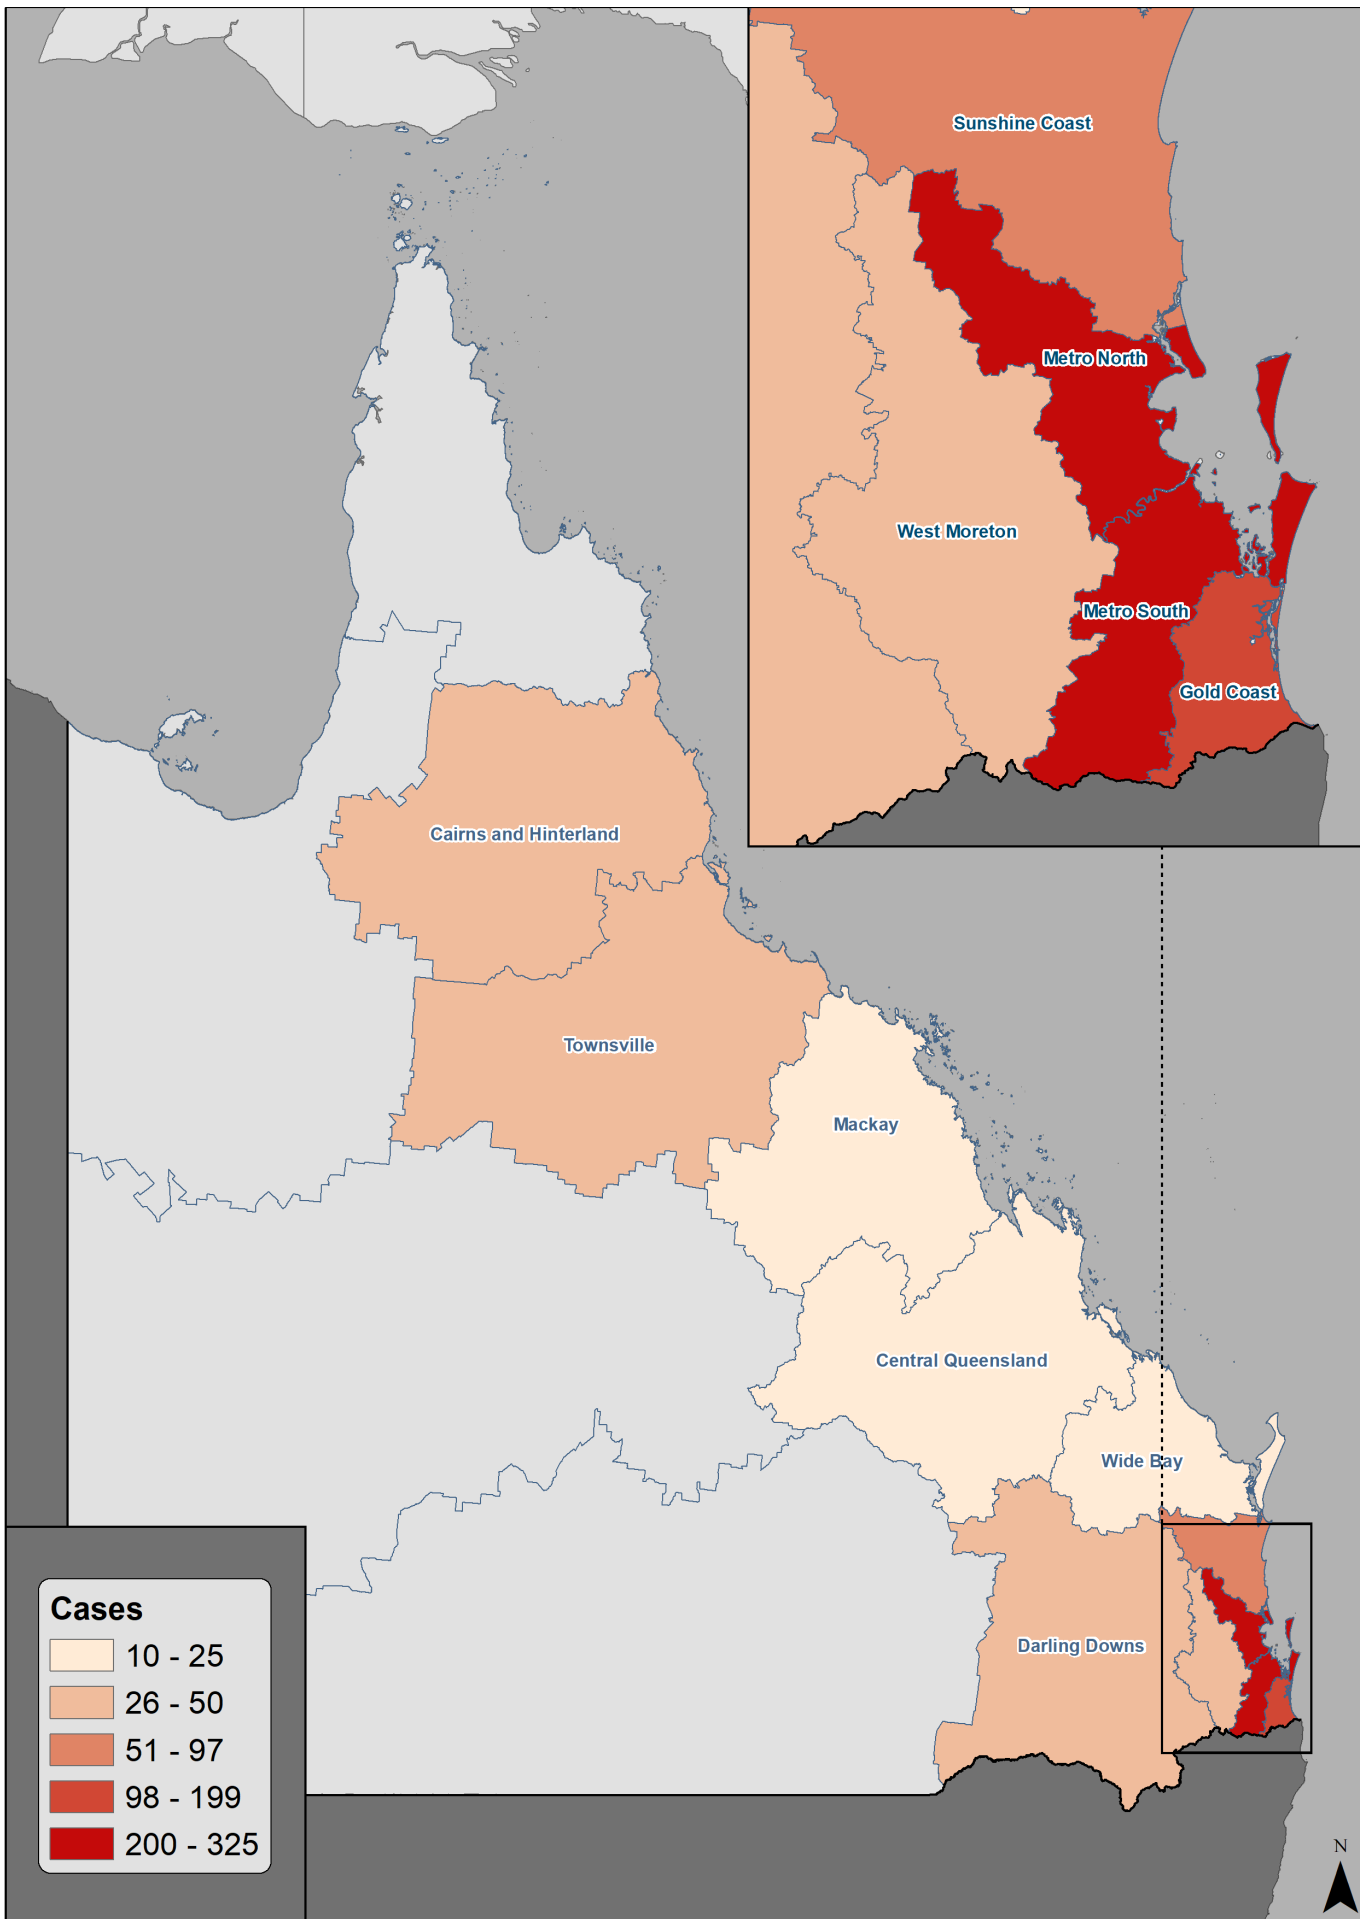 Sunshine Coast
Metro North
West Moreton
Metro South
Gold Coast
Cairns and Hinterland
Townsville
Mackay
Central Queensland
Wide Bay
Darling Downs
Cases
10 - 25
26 - 50
51 - 97
98 - 199
200 - 325
N